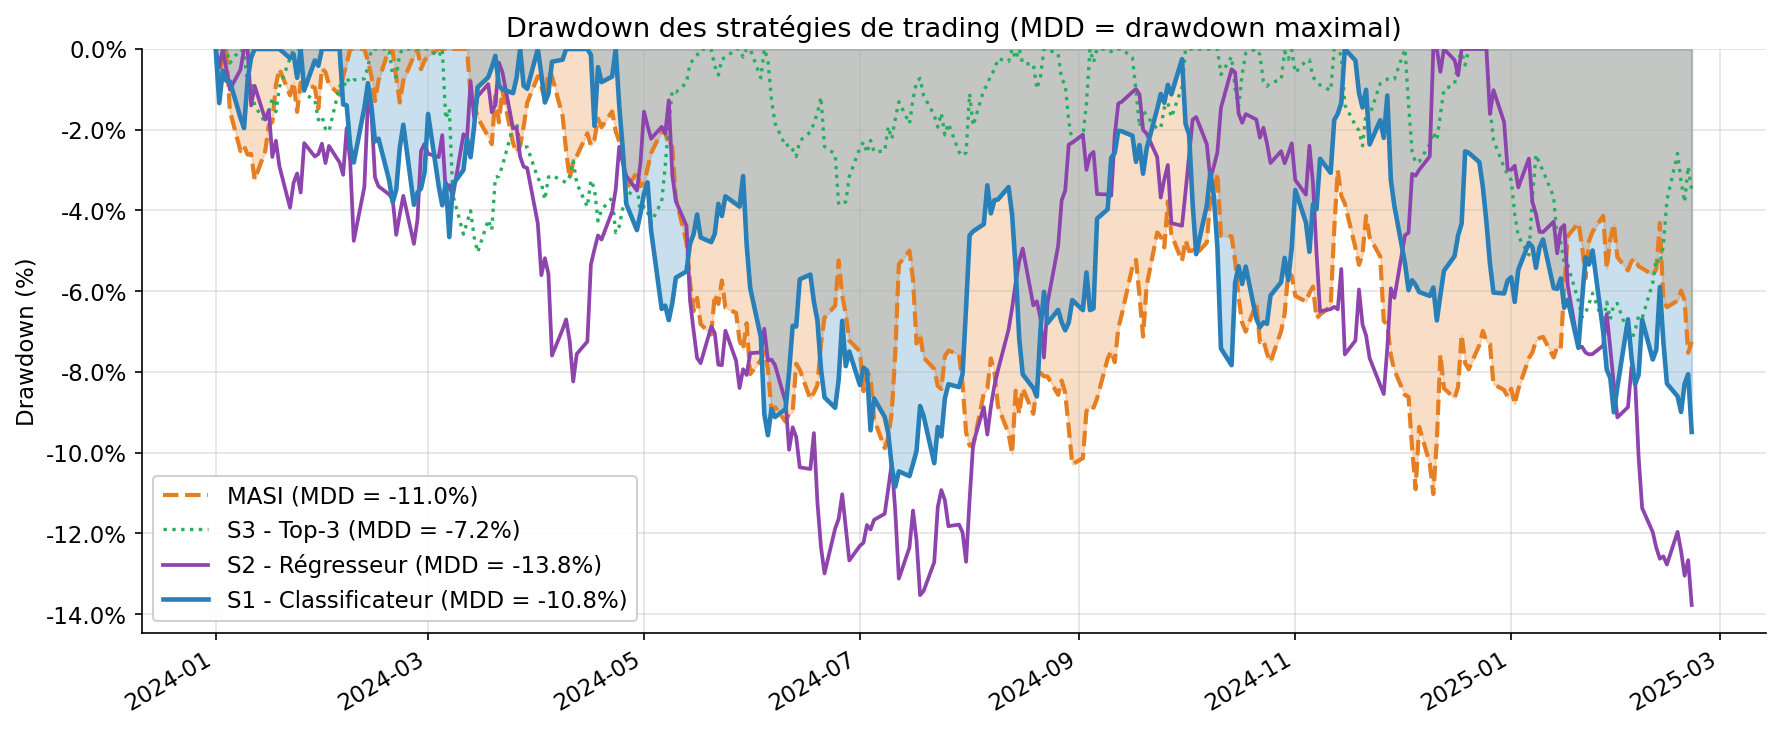 Drawdown des stratégies de trading (MDD = drawdown maximal)
Drawdown (%)
0.0%
-2.0%
-4.0%
-6.0%
-8.0%
-10.0%
-12.0%
-14.0%
MASI (MDD = -11.0%)
S3 - Top-3 (MDD = -7.2%)
S2 - Régresseur (MDD = -13.8%)
S1 - Classificateur (MDD = -10.8%)
2024-01
2024-03
2024-05
2024-07
2024-09
2024-11
2025-01
2025-03